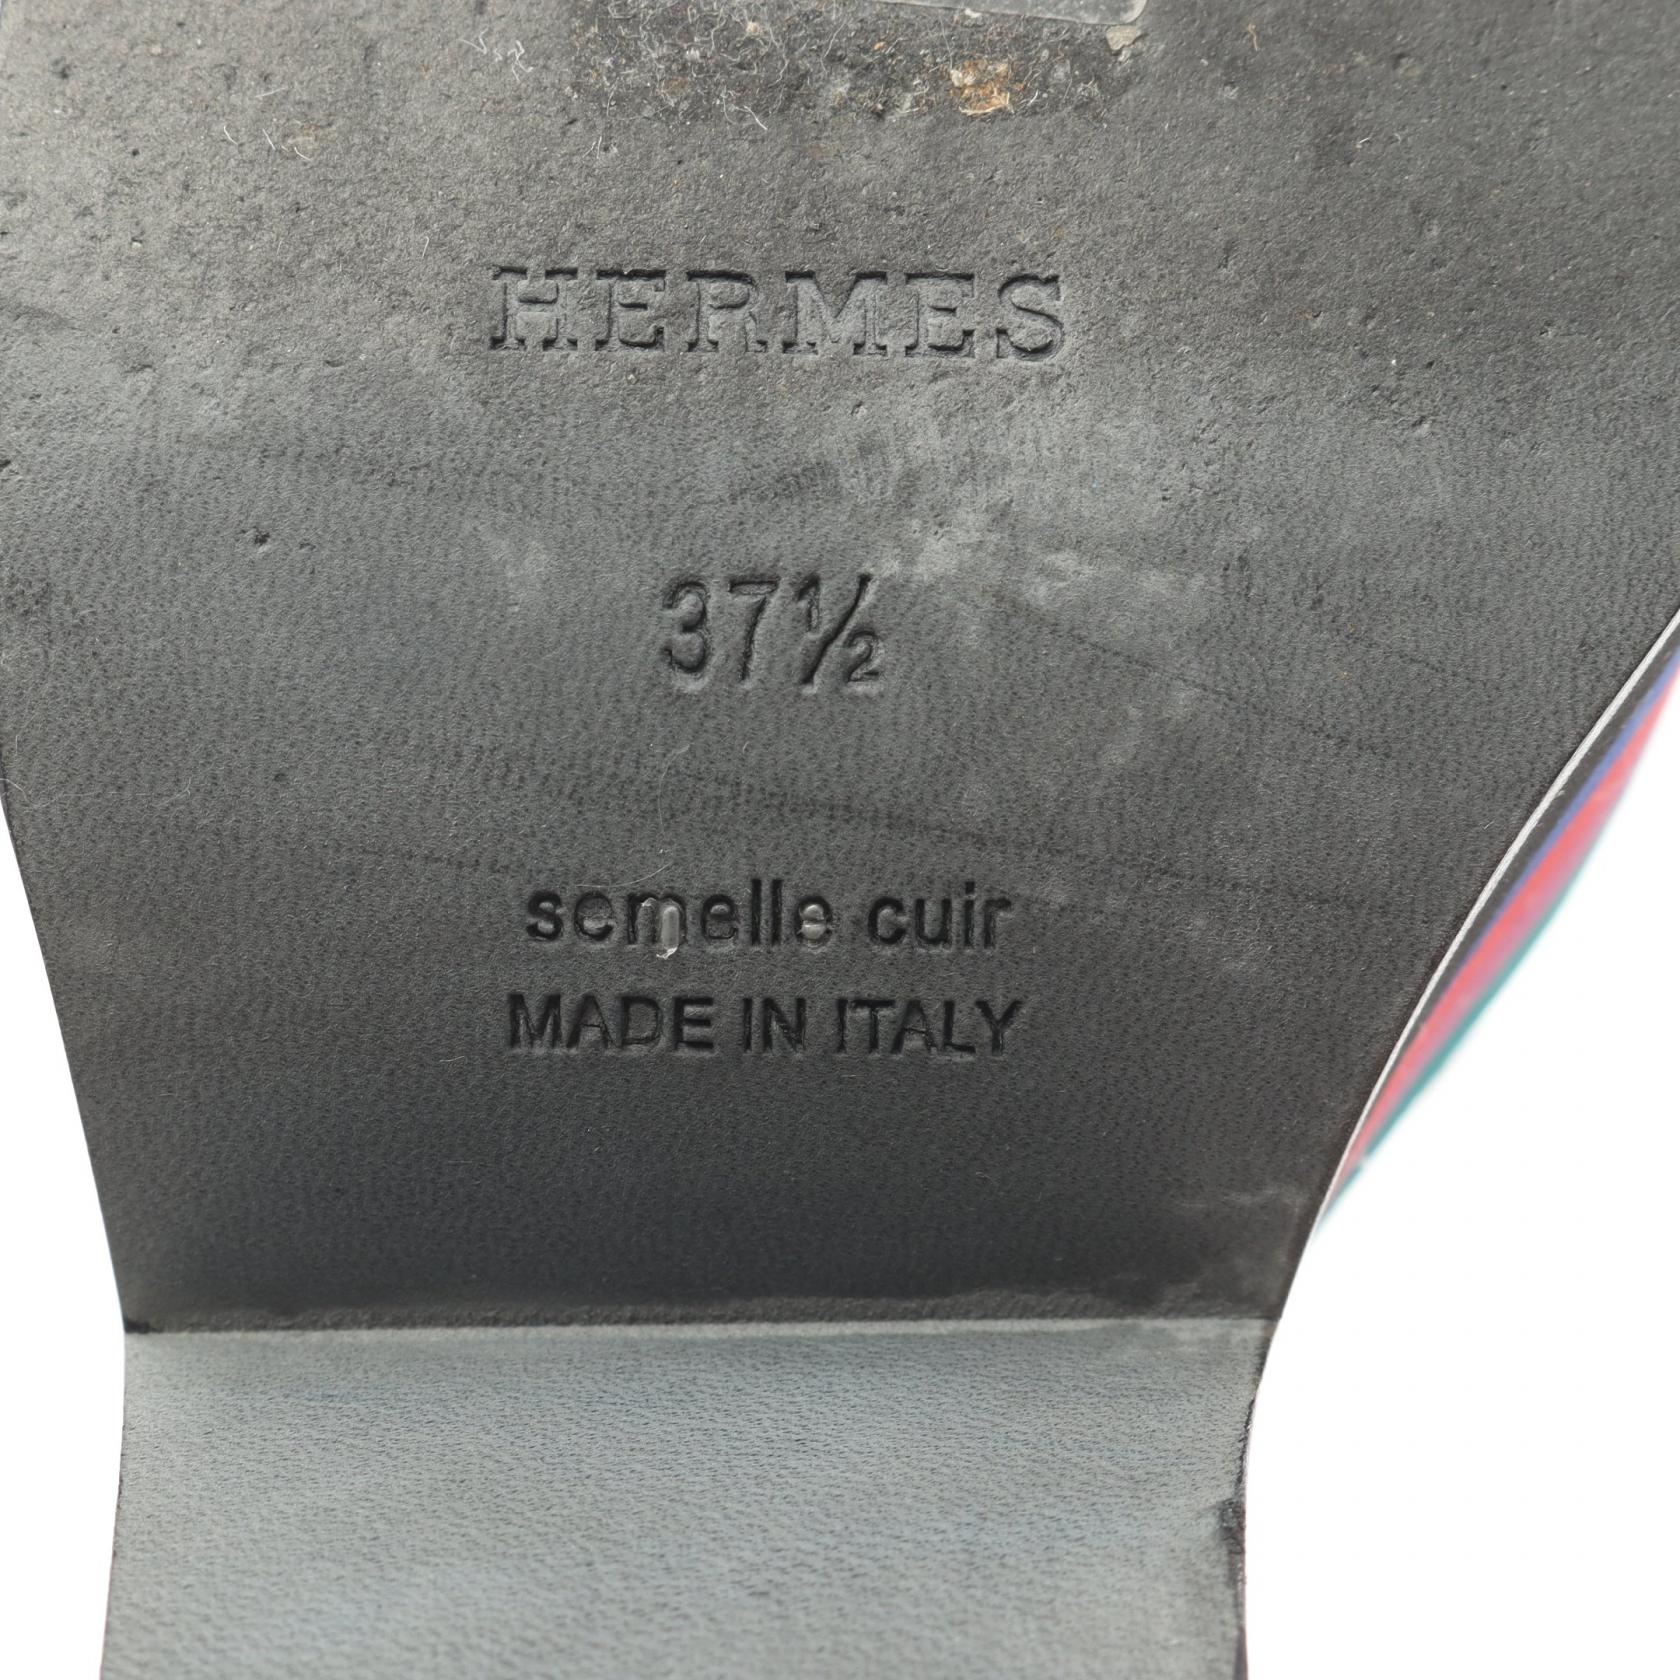 HERMES
37½
semelle cuir
MADE IN ITALY